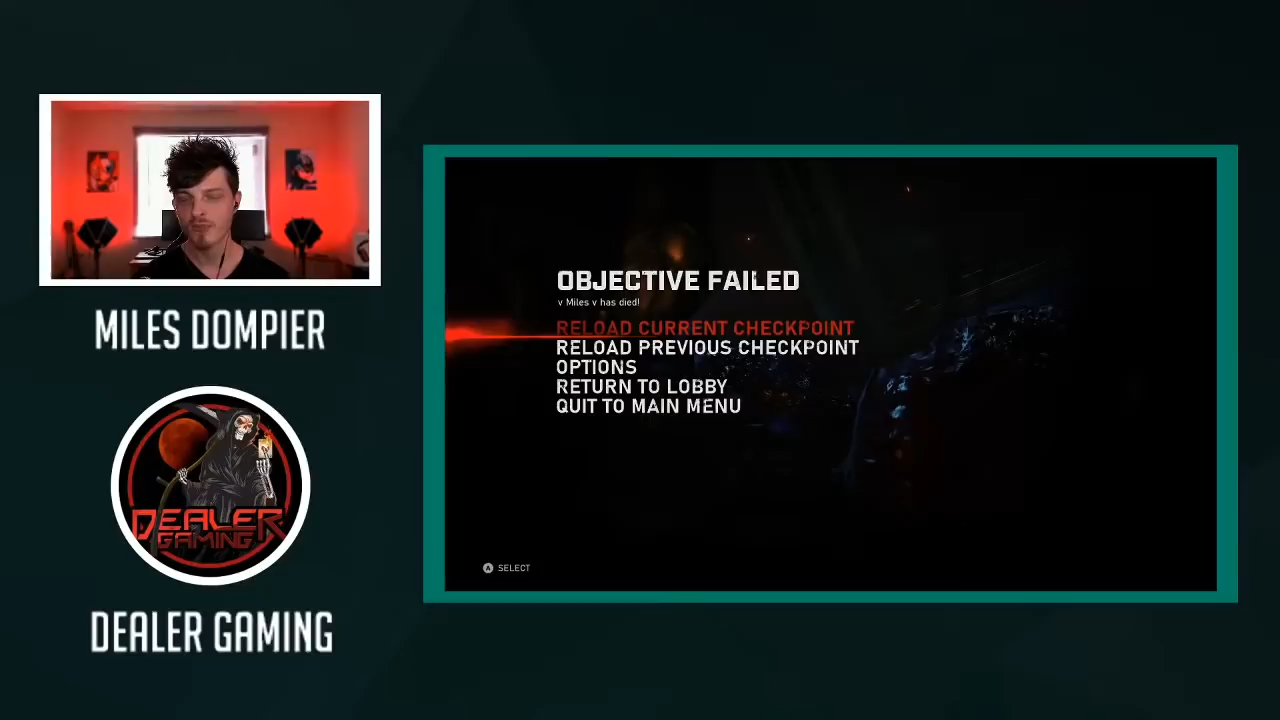 MILES DOMPIER
DEALER
GAMING
DEALER GAMING
OBJECTIVE FAILED
v Miles v has died!
RELOAD CURRENT CHECKPOINT
RELOAD PREVIOUS CHECKPOINT
OPTIONS
RETURN TO LOBBY
QUIT TO MAIN MENU
A SELECT